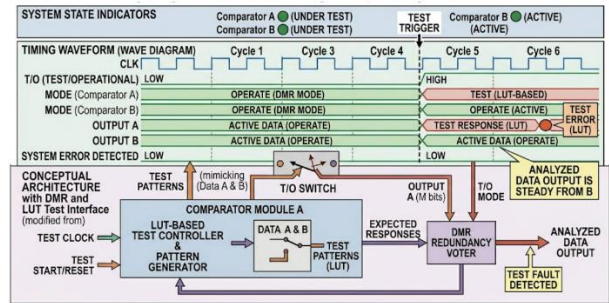 SYSTEM STATE INDICATORS
Comparator A (UNDER TEST)
Comparator B (UNDER TEST)
TEST
TRIGGER
Comparator B (ACTIVE)
(ACTIVE)
TIMING WAVEFORM (WAVE DIAGRAM)
Cycle 1
Cycle 3
Cycle 4
Cycle 5
Cycle 6
CLK
T/O (TEST/OPERATIONAL)
LOW
HIGH
MODE (Comparator A)
OPERATE (DMR MODE)
TEST (LUT-BASED)
MODE (Comparator B)
OPERATE (DMR MODE)
OPERATE (ACTIVE)
TEST
ERROR
(LUT)
OUTPUT A
ACTIVE DATA (OPERATE)
TEST RESPONSE (LUT)
OUTPUT B
ACTIVE DATA (OPERATE)
ACTIVE DATA (OPERATE)
SYSTEM ERROR DETECTED
LOW
LOW
ANALYZED
DATA OUTPUT IS
STEADY FROM B
CONCEPTUAL
ARCHITECTURE
with DMR and
LUT Test Interface
(modified from)
TEST
PATTERNS
(mimicking
Data A & B)
T/O SWITCH
OUTPUT
A (M bits)
T/O
MODE
COMPARATOR MODULE A
LUT-BASED
TEST CONTROLLER
&
PATTERN
GENERATOR
DATA A & B
TEST
PATTERNS
(LUT)
TEST CLOCK
TEST
START/RESET
EXPECTED
RESPONSES
DMR
REDUNDANCY
VOTER
ANALYZED
DATA OUTPUT
TEST FAULT
DETECTED